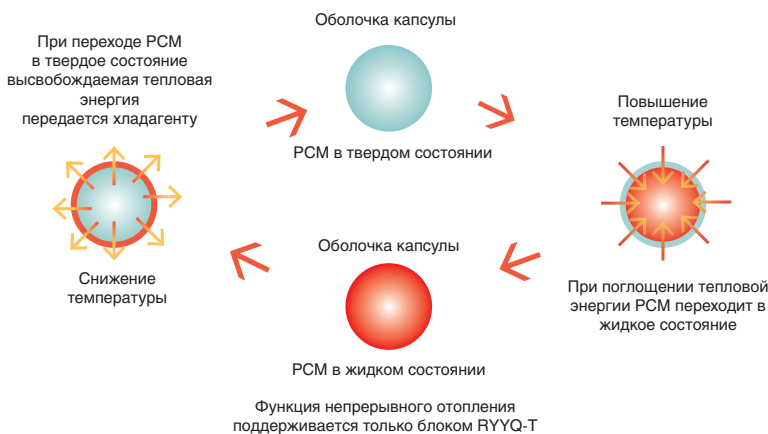 Оболочка капсулы
При переходе PCM
в твердое состояние
высвобождаемая тепловая
энергия
передается хладагенту
PCM в твердом состоянии
Повышение
температуры
Снижение
температуры
Оболочка капсулы
PCM в жидком состоянии
При поглощении тепловой
энергии PCM переходит в
жидкое состояние
Функция непрерывного отопления
поддерживается только блоком RYYQ-T